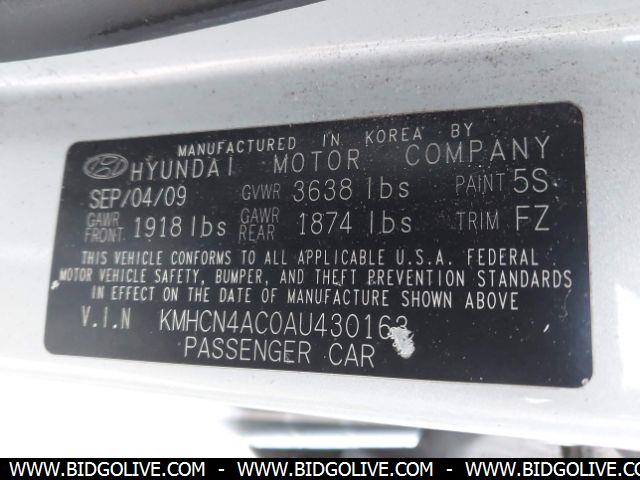 MANUFACTURED IN KOREA BY
HYUNDAI MOTOR COMPANY
SEP/04/09 GVWR 3638 lbs PAINT 5S
GAWR FRONT 1918 lbs GAWR REAR 1874 lbs TRIM FZ
THIS VEHICLE CONFORMS TO ALL APPLICABLE U.S.A. FEDERAL
MOTOR VEHICLE SAFETY, BUMPER, AND THEFT PREVENTION STANDARDS
IN EFFECT ON THE DATE OF MANUFACTURE SHOWN ABOVE
V.I.N KMHCN4AC0AU430163
PASSENGER CAR
WWW.BIDGOLIVE.COM - WWW.BIDGOLIVE.COM - WWW.BIDGOLIVE.COM